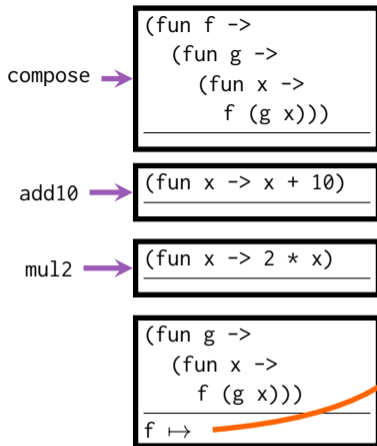 (fun f ->
(fun g ->
compose
(fun x ->
f (g x)))
add10
(fun x -> x + 10)
mul2
(fun x -> 2 * x)
(fun g ->
(fun x ->
f (g x)))
f ↦